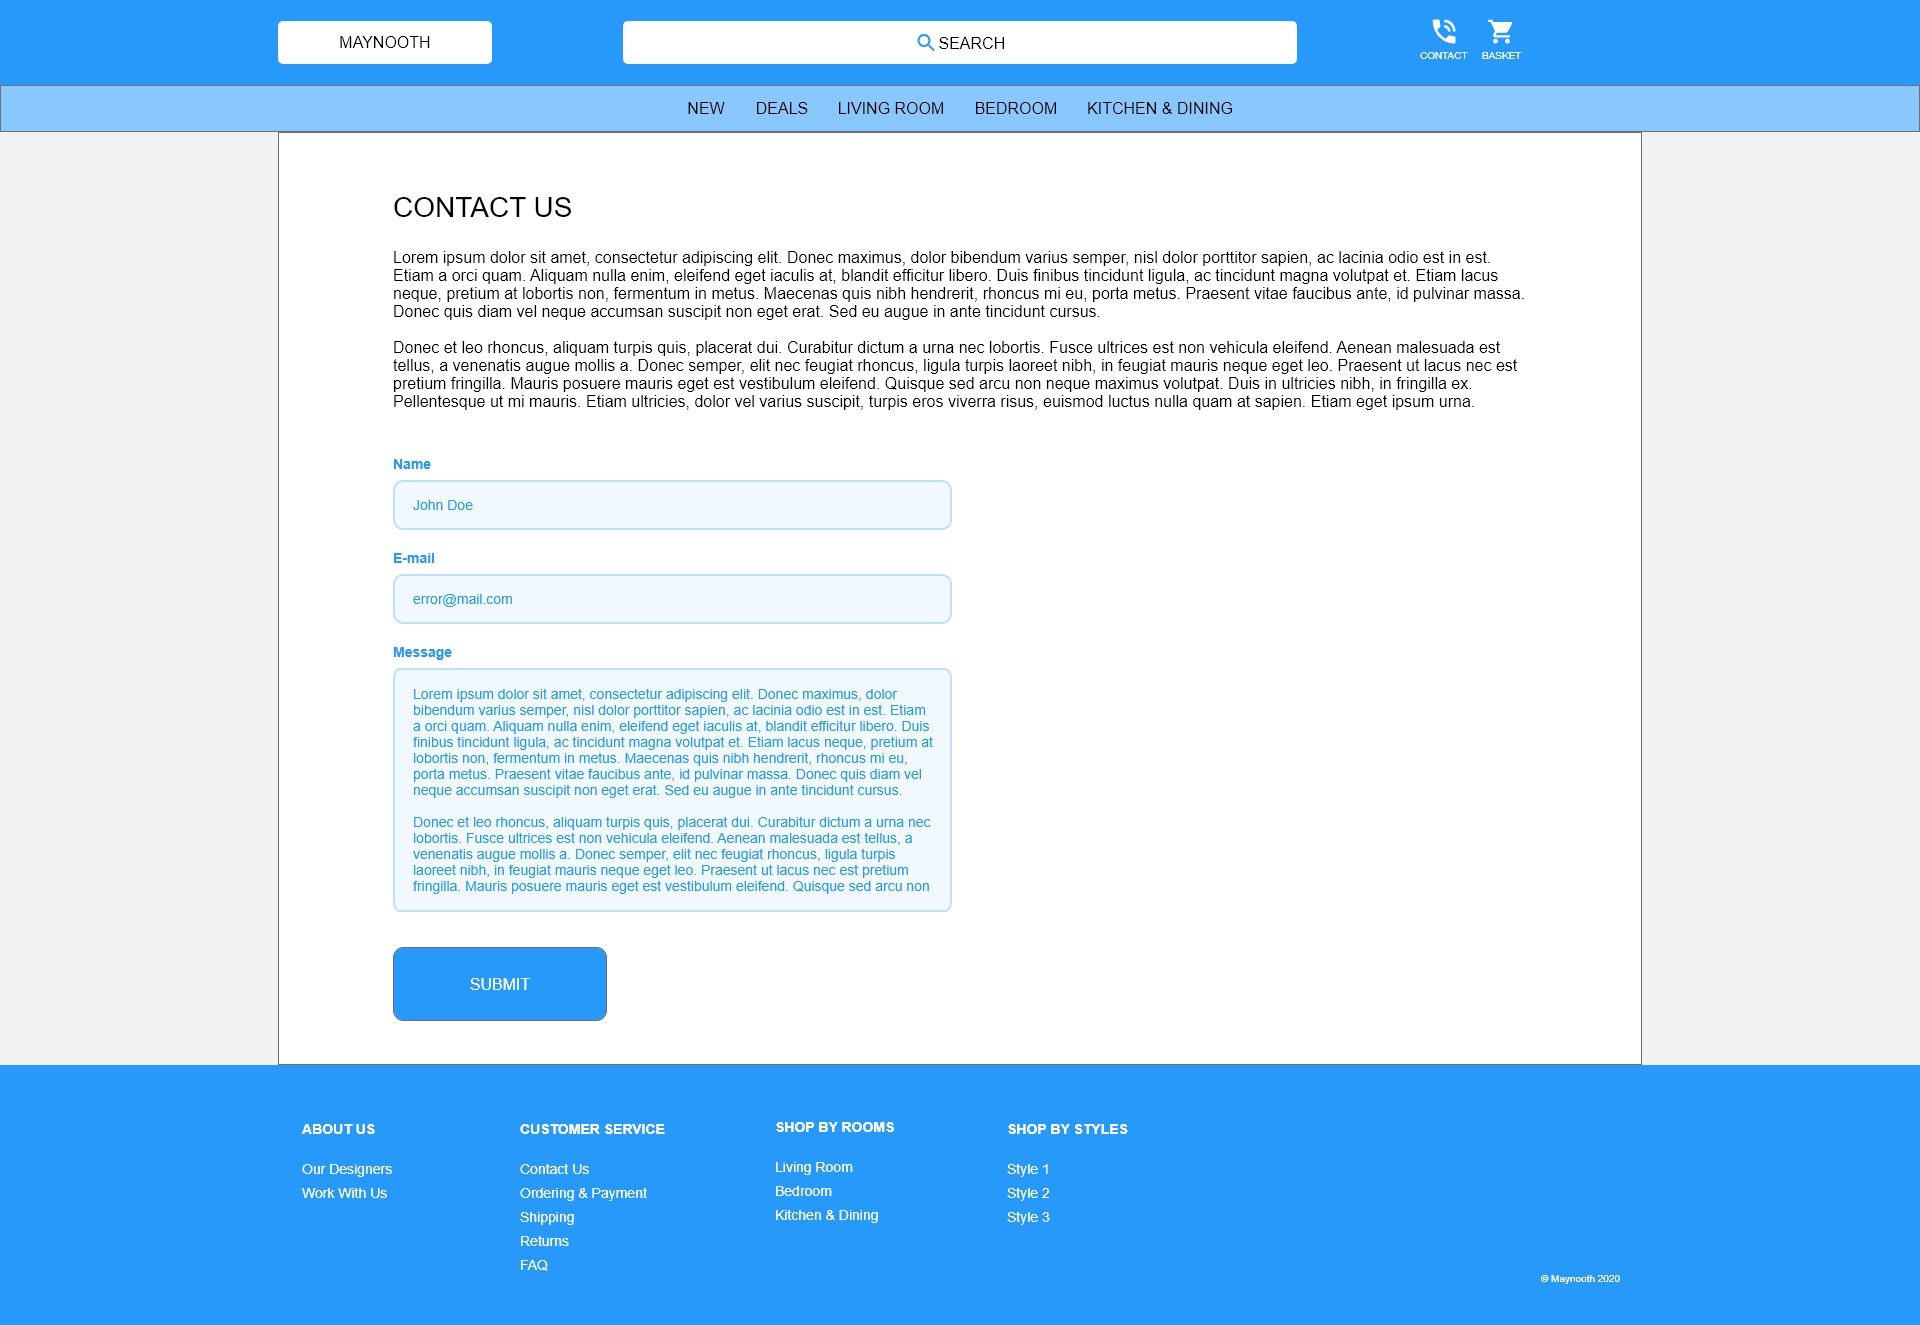 MAYNOOTH
SEARCH
CONTACT
BASKET
NEW DEALS LIVING ROOM BEDROOM KITCHEN & DINING
CONTACT US
Lorem ipsum dolor sit amet, consectetur adipiscing elit. Donec maximus, dolor bibendum varius semper, nisl dolor porttitor sapien, ac lacinia odio est in est.
Etiam a orci quam. Aliquam nulla enim, eleifend eget iaculis at, blandit efficitur libero. Duis finibus tincidunt ligula, ac tincidunt magna volutpat et. Etiam lacus
neque, pretium at lobortis non, fermentum in metus. Maecenas quis nibh hendrerit, rhoncus mi eu, porta metus. Praesent vitae faucibus ante, id pulvinar massa.
Donec quis diam vel neque accumsan suscipit non eget erat. Sed eu augue in ante tincidunt cursus.
Donec et leo rhoncus, aliquam turpis quis, placerat dui. Curabitur dictum a urna nec lobortis. Fusce ultrices est non vehicula eleifend. Aenean malesuada est
tellus, a venenatis augue mollis a. Donec semper, elit nec feugiat rhoncus, ligula turpis laoreet nibh, in feugiat mauris neque eget leo. Praesent ut lacus nec est
pretium fringilla. Mauris posuere mauris eget est vestibulum eleifend. Quisque sed arcu non neque maximus volutpat. Duis in ultricies nibh, in fringilla ex.
Pellentesque ut mi mauris. Etiam ultricies, dolor vel varius suscipit, turpis eros viverra risus, euismod luctus nulla quam at sapien. Etiam eget ipsum urna.
Name
John Doe
E-mail
error@mail.com
Message
Lorem ipsum dolor sit amet, consectetur adipiscing elit. Donec maximus, dolor
bibendum varius semper, nisl dolor porttitor sapien, ac lacinia odio est in est. Etiam
a orci quam. Aliquam nulla enim, eleifend eget iaculis at, blandit efficitur libero. Duis
finibus tincidunt ligula, ac tincidunt magna volutpat et. Etiam lacus neque, pretium at
lobortis non, fermentum in metus. Maecenas quis nibh hendrerit, rhoncus mi eu,
porta metus. Praesent vitae faucibus ante, id pulvinar massa. Donec quis diam vel
neque accumsan suscipit non eget erat. Sed eu augue in ante tincidunt cursus.
Donec et leo rhoncus, aliquam turpis quis, placerat dui. Curabitur dictum a urna nec
lobortis. Fusce ultrices est non vehicula eleifend. Aenean malesuada est tellus, a
venenatis augue mollis a. Donec semper, elit nec feugiat rhoncus, ligula turpis
laoreet nibh, in feugiat mauris neque eget leo. Praesent ut lacus nec est pretium
fringilla. Mauris posuere mauris eget est vestibulum eleifend. Quisque sed arcu non
SUBMIT
ABOUT US
Our Designers
Work With Us
CUSTOMER SERVICE
Contact Us
Ordering & Payment
Shipping
Returns
FAQ
SHOP BY ROOMS
Living Room
Bedroom
Kitchen & Dining
SHOP BY STYLES
Style 1
Style 2
Style 3
© Maynooth 2020